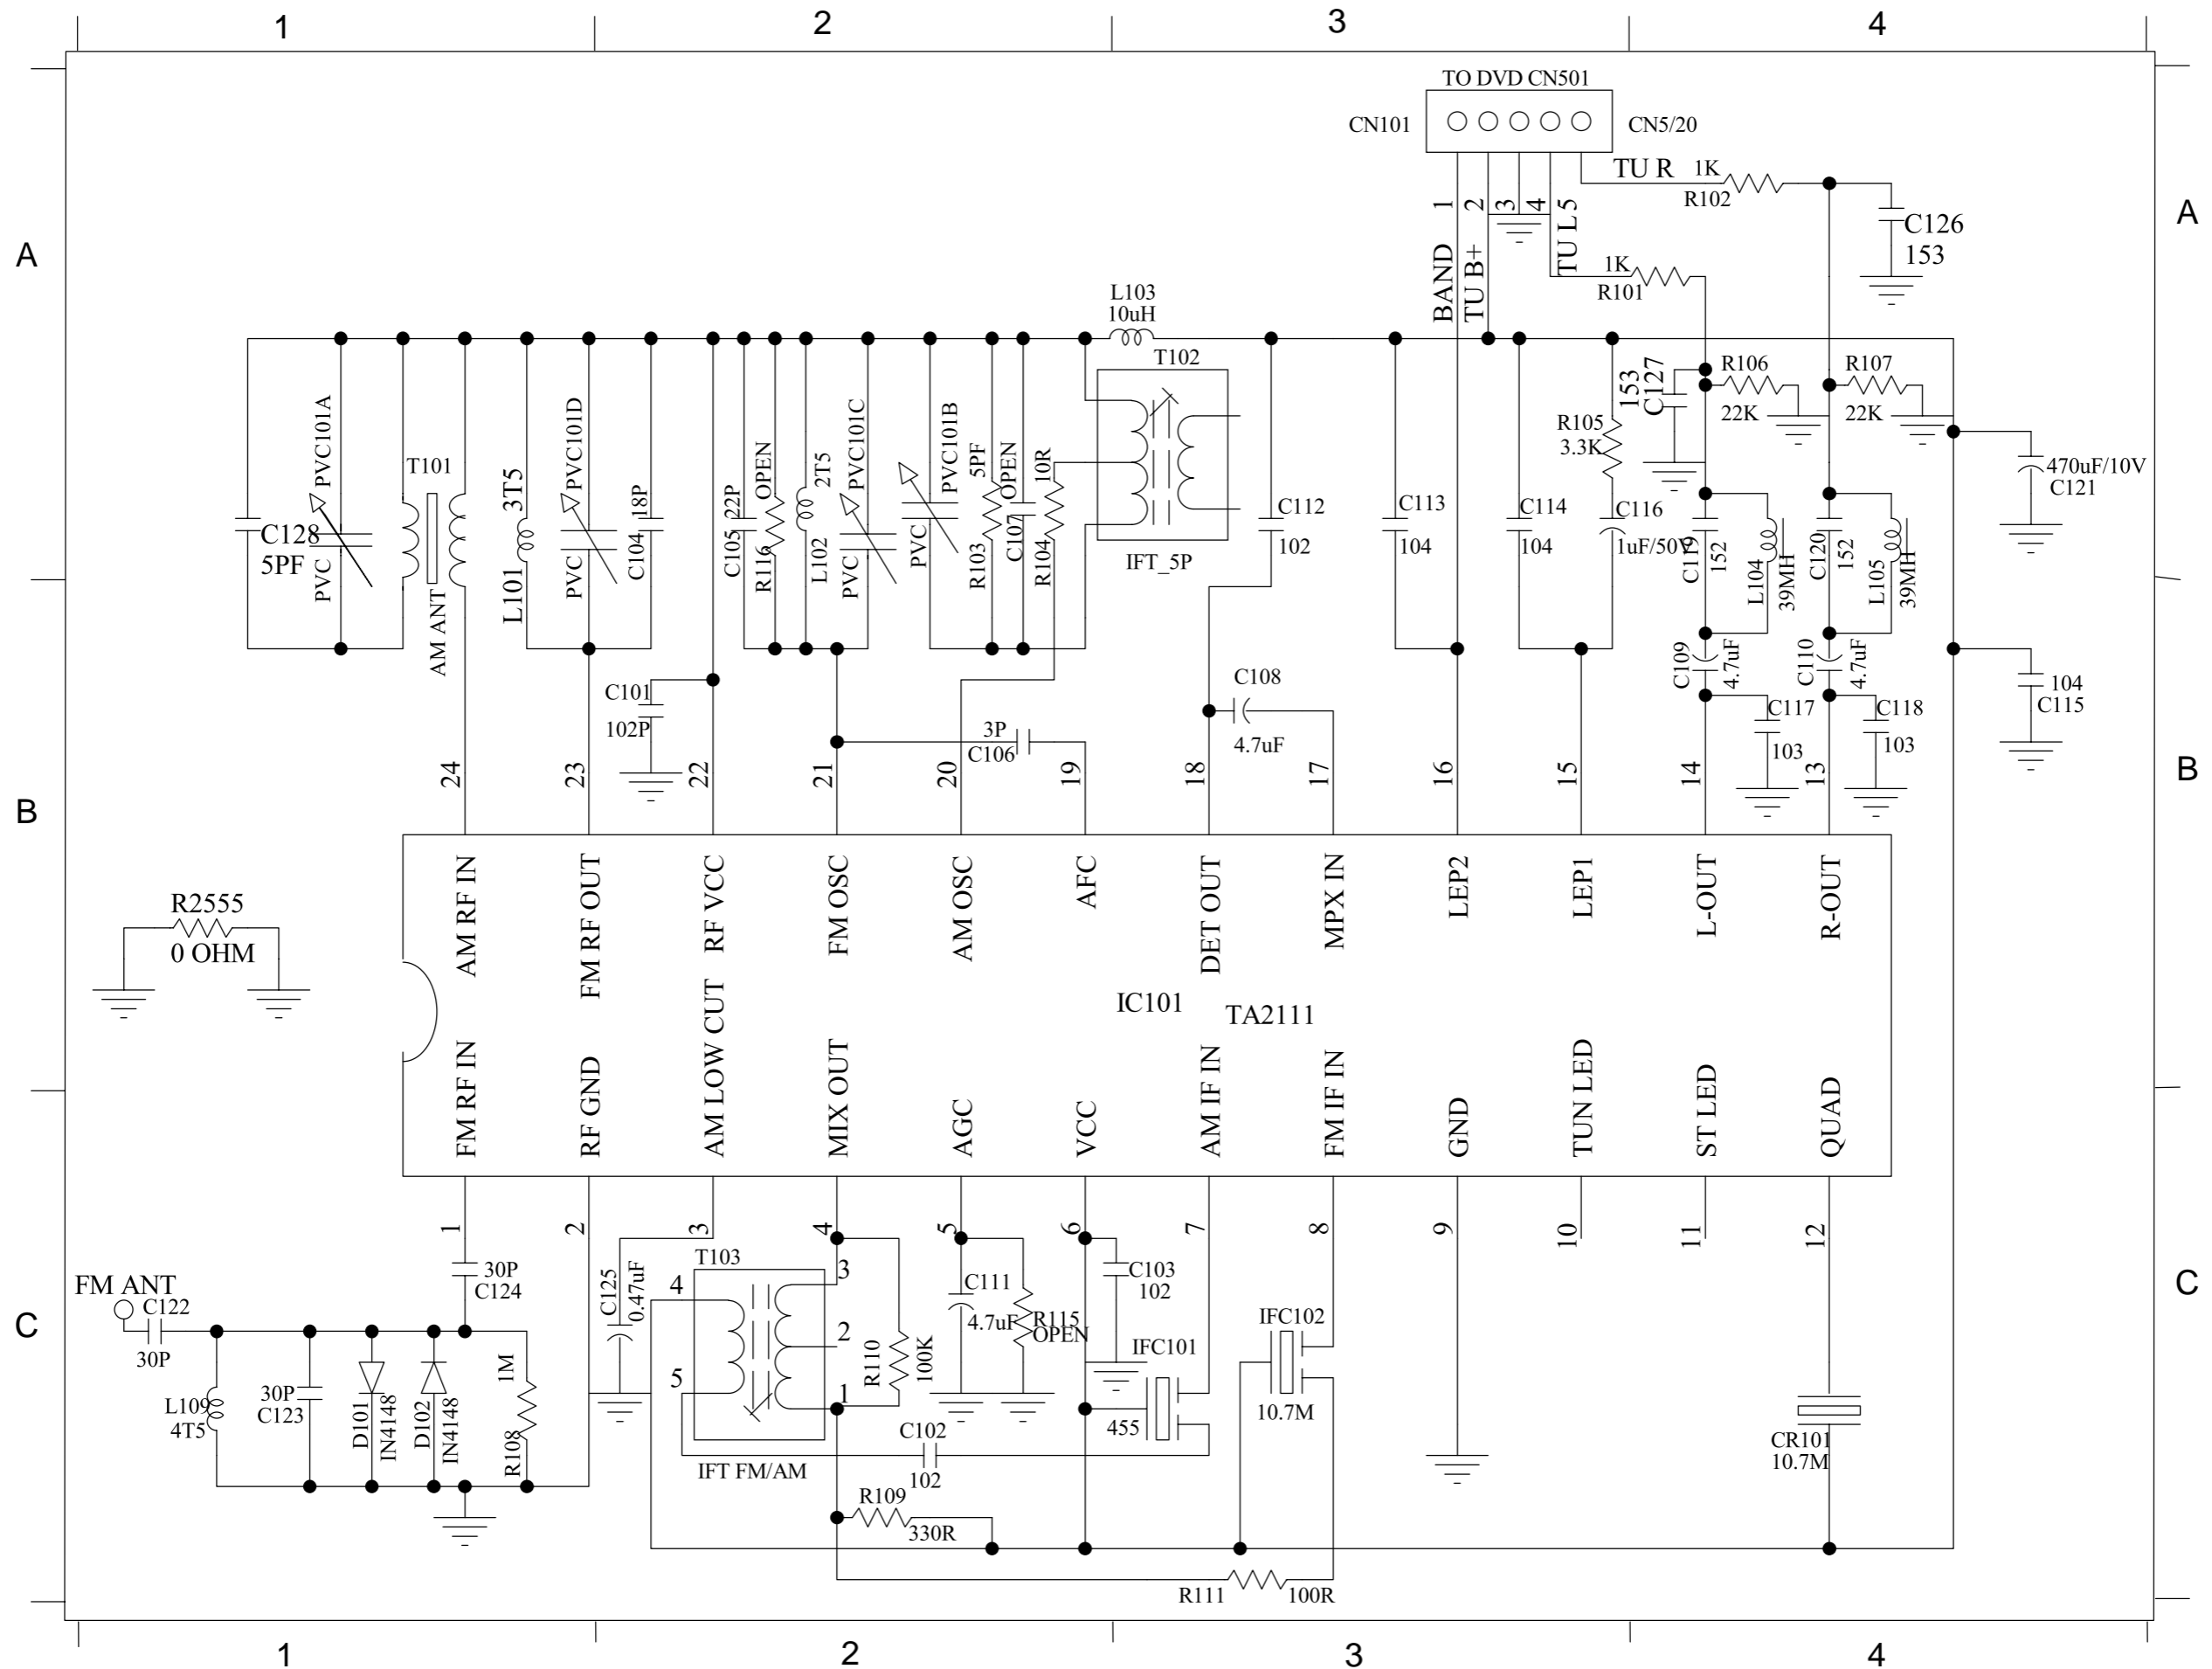 1 2 3 4
TO DVD CN501
CN101
CN5/20
TU R
1K
R102
1
2
3
4
5
BAND
TU B+
TU L
1K
R101
C126
153
A
A
L103
10uH
T102
IFT_5P
C128
5PF
PVC101A
PVC
T101
AM ANT
3T5
L101
PVC101D
PVC
18P
C104
22P
C105
OPEN
R116
2T5
L102
PVC101C
PVC
PVC101B
PVC
5PF
R103
OPEN
C107
10R
R104
C112
102
C113
104
C114
104
R105
3.3K
C116
1uF/50V
153
C127
R106
22K
R107
22K
470uF/10V
C121
C119
152
L104
39MH
C120
152
L105
39MH
C109
4.7uF
C110
4.7uF
C117
103
C118
103
104
C115
C101
102P
3P
C106
C108
4.7uF
B
B
24
23
22
21
20
19
18
17
16
15
14
13
AM RF IN
FM RF OUT
RF VCC
FM OSC
AM OSC
AFC
DET OUT
MPX IN
LEP2
LEP1
L-OUT
R-OUT
R2555
0 OHM
IC101
TA2111
FM RF IN
RF GND
AM LOW CUT
MIX OUT
AGC
VCC
AM IF IN
FM IF IN
GND
TUN LED
ST LED
QUAD
1
2
3
4
5
6
7
8
9
10
11
12
C
C
FM ANT
C122
30P
30P
C124
L109
4T5
30P
C123
D101
IN4148
D102
IN4148
1M
R108
C125
0.47uF
T103
4
5
3
2
1
IFT FM/AM
R110
100K
C111
4.7uF
R115
OPEN
C103
102
IFC101
455
IFC102
10.7M
C102
102
R109
330R
R111
100R
CR101
10.7M
1 2 3 4